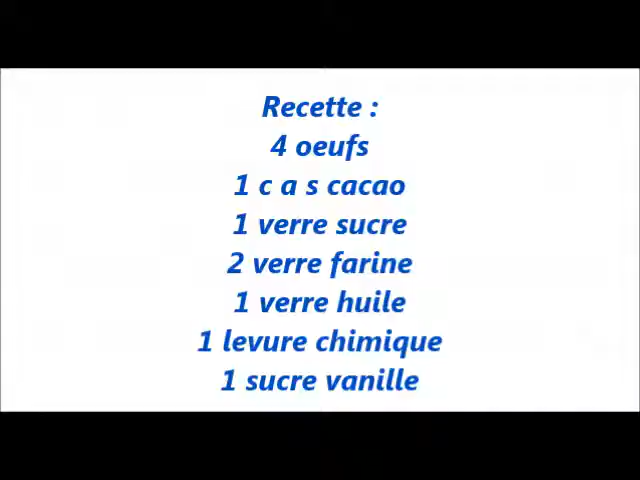 Recette :
4 oeufs
1 c a s cacao
1 verre sucre
2 verre farine
1 verre huile
1 levure chimique
1 sucre vanille